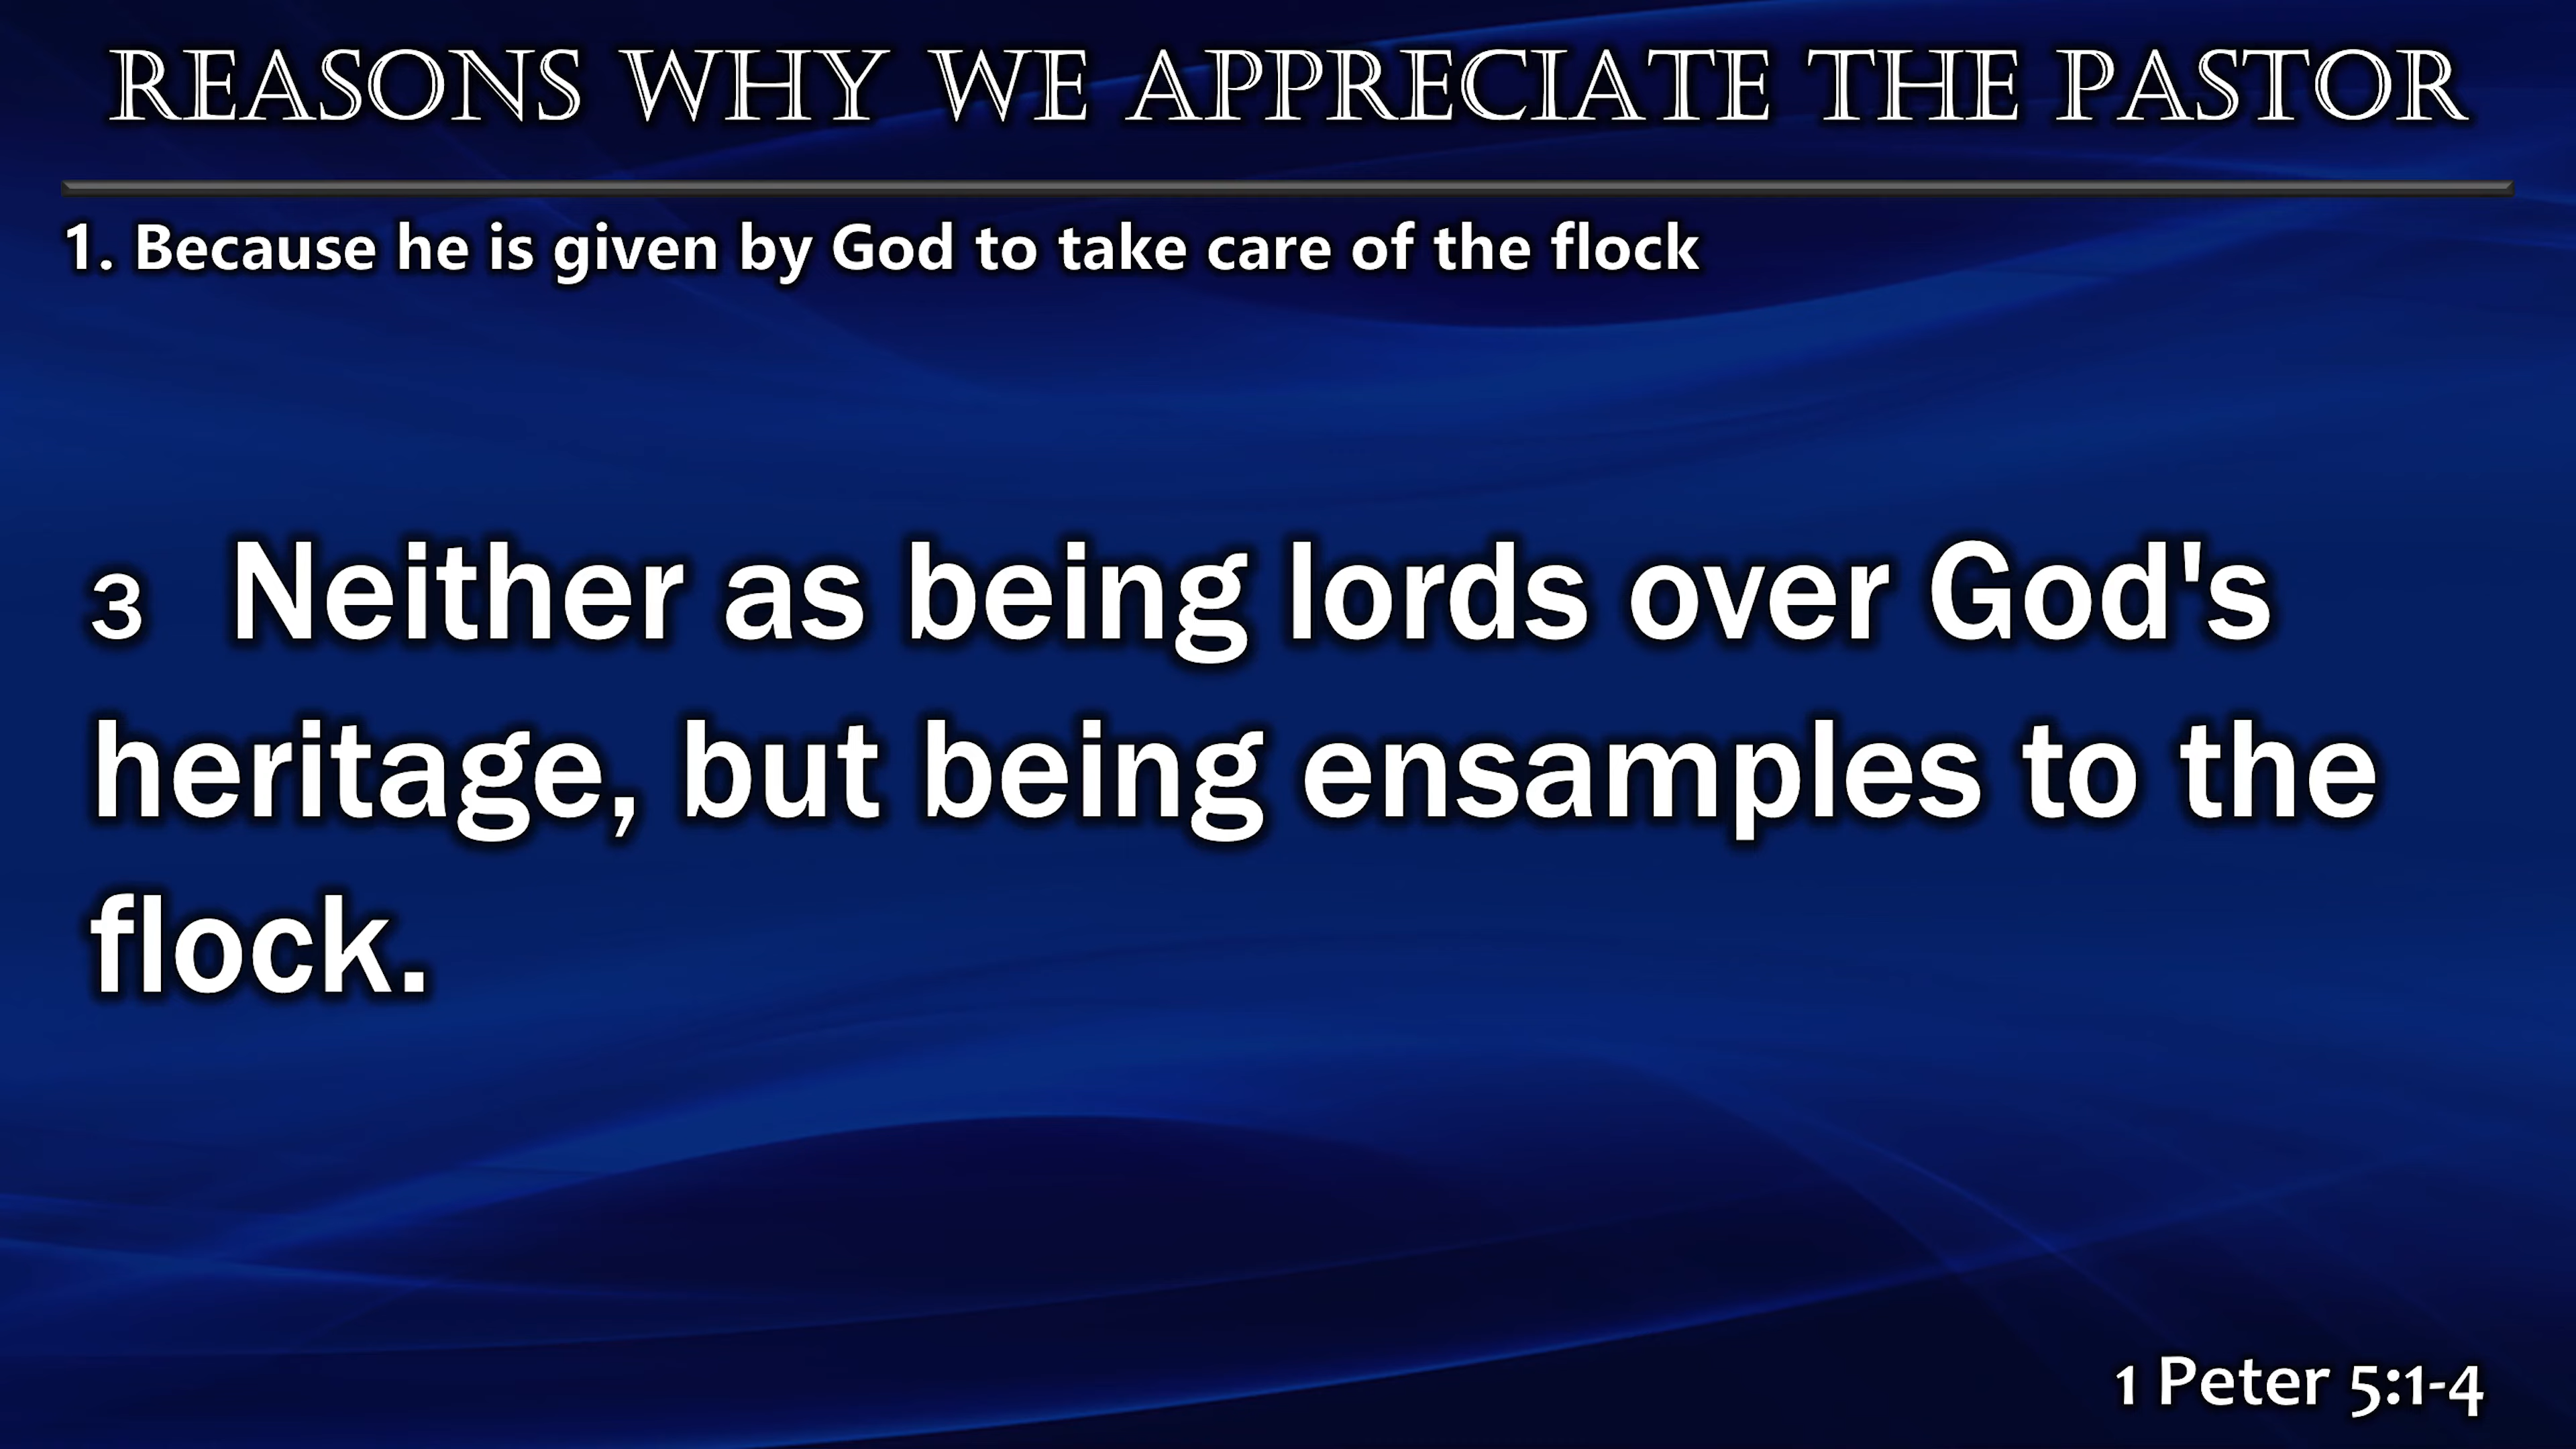 REASONS WHY WE APPRECIATE THE PASTOR
1. Because he is given by God to take care of the flock
3 Neither as being lords over God's
heritage, but being ensamples to the
flock.
1 Peter 5:1-4